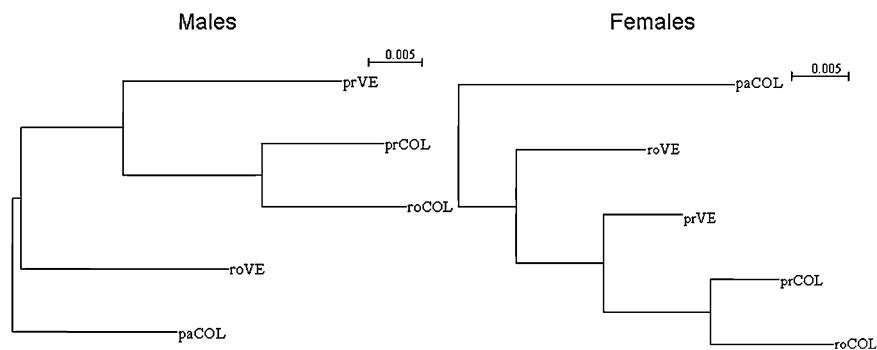 Males
Females
0.005
prVE
prCOL
roCOL
roVE
paCOL
0.005
paCOL
roVE
prVE
prCOL
roCOL